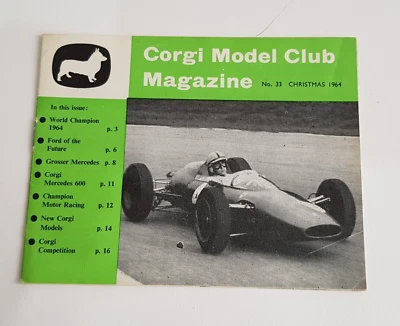 Corgi Model Club
Magazine
No. 33 CHRISTMAS 1964
In this issue:
World Champion
1964 p. 3
Ford of the
Future p. 6
Grosser Mercedes p. 8
Corgi
Mercedes 600 p. 11
Champion
Motor Racing p. 12
New Corgi
Models p. 14
Corgi
Competition p. 16